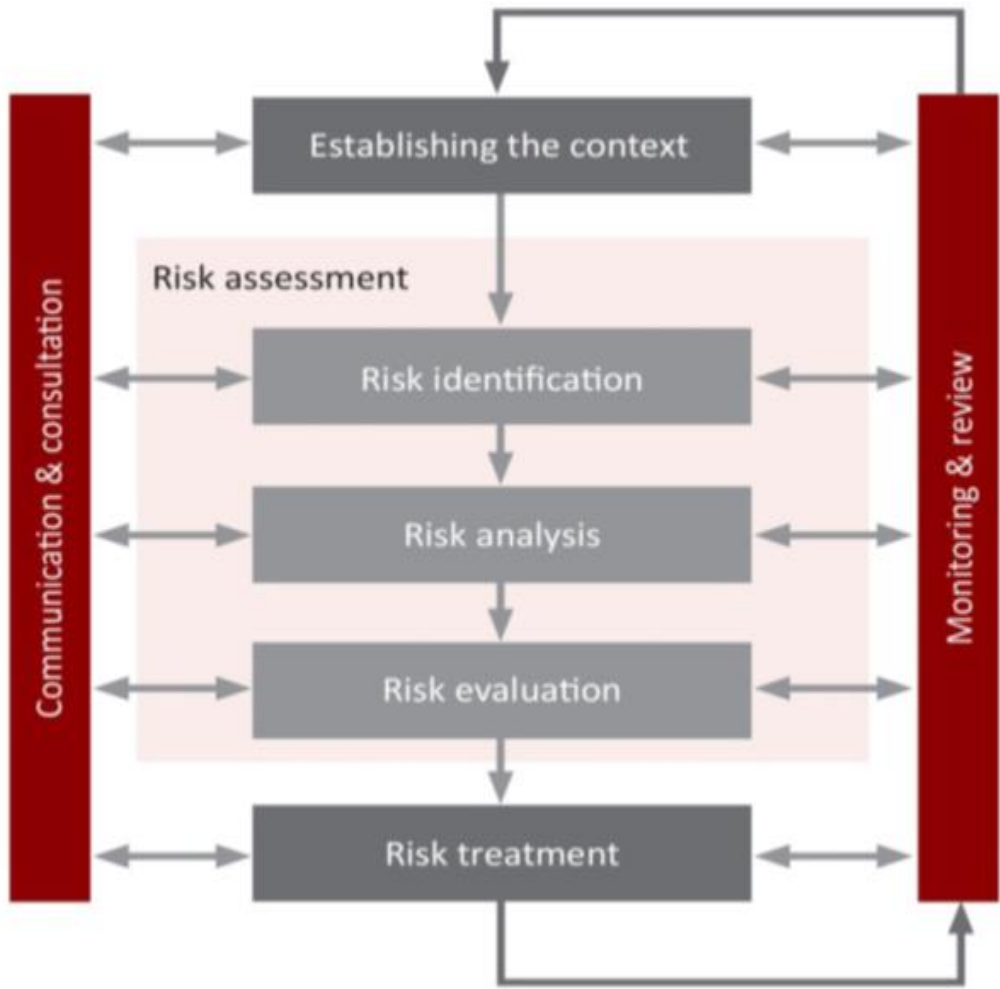 Establishing the context
Risk assessment
Risk identification
Risk analysis
Risk evaluation
Risk treatment
Communication & consultation
Monitoring & review